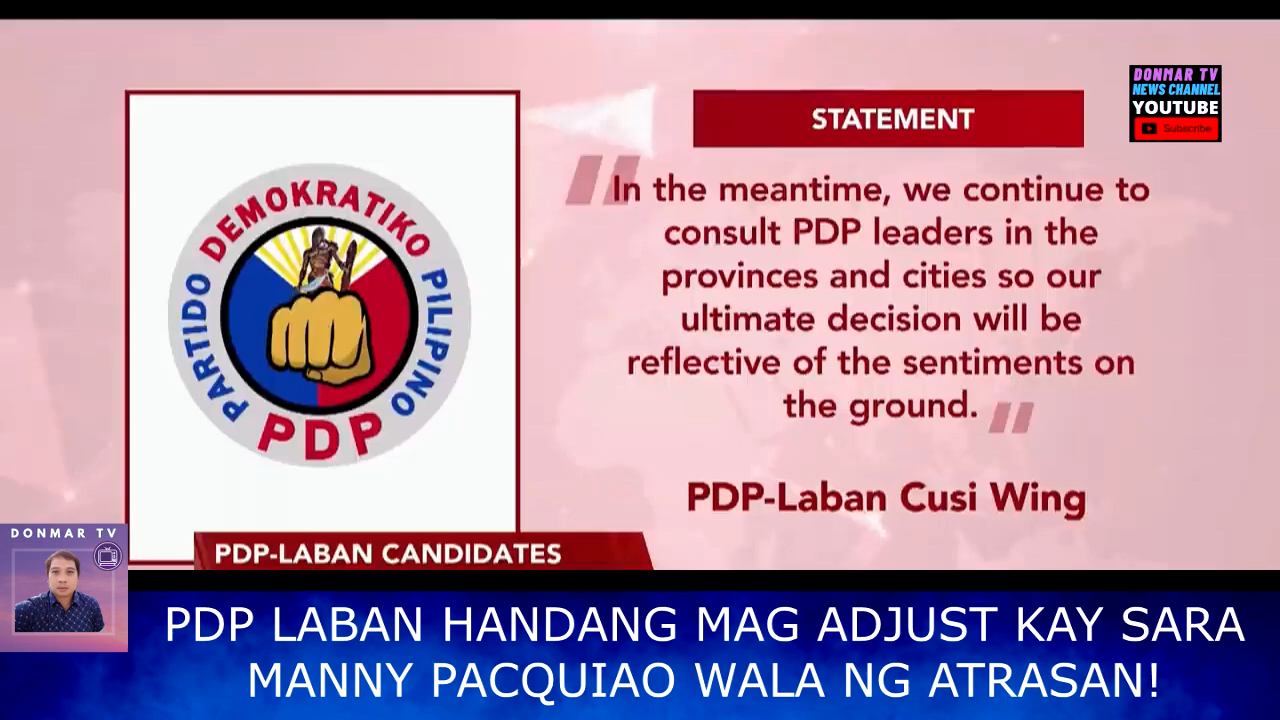 DONMAR TV
NEWS CHANNEL
YOUTUBE
Subscribe
STATEMENT
PARTIDO DEMOKRATIKO PILIPINO
PDP
"In the meantime, we continue to
consult PDP leaders in the
provinces and cities so our
ultimate decision will be
reflective of the sentiments on
the ground."
PDP-Laban Cusi Wing
DONMAR TV
PDP-LABAN CANDIDATES
PDP LABAN HANDANG MAG ADJUST KAY SARA
MANNY PACQUIAO WALA NG ATRASAN!